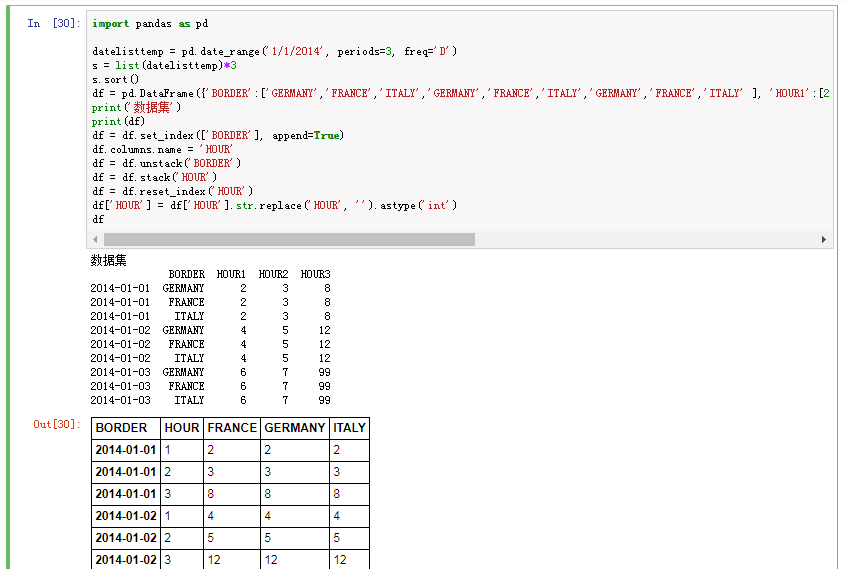 In [30]:
import pandas as pd
datelisttemp = pd.date_range('1/1/2014', periods=3, freq='D')
s = list(datelisttemp)*3
s.sort()
df = pd.DataFrame({'BORDER':['GERMANY','FRANCE','ITALY','GERMANY','FRANCE','ITALY','GERMANY','FRANCE','ITALY' ], 'HOUR1':[2
print('数据集')
print(df)
df = df.set_index(['BORDER'], append=True)
df.columns.name = 'HOUR'
df = df.unstack('BORDER')
df = df.stack('HOUR')
df = df.reset_index('HOUR')
df['HOUR'] = df['HOUR'].str.replace('HOUR', '').astype('int')
df
数据集
BORDER HOUR1 HOUR2 HOUR3
2014-01-01 GERMANY 2 3 8
2014-01-01 FRANCE 2 3 8
2014-01-01 ITALY 2 3 8
2014-01-02 GERMANY 4 5 12
2014-01-02 FRANCE 4 5 12
2014-01-02 ITALY 4 5 12
2014-01-03 GERMANY 6 7 99
2014-01-03 FRANCE 6 7 99
2014-01-03 ITALY 6 7 99
Out[30]:
BORDER HOUR FRANCE GERMANY ITALY
2014-01-01 1 2 2 2
2014-01-01 2 3 3 3
2014-01-01 3 8 8 8
2014-01-02 1 4 4 4
2014-01-02 2 5 5 5
2014-01-02 3 12 12 12